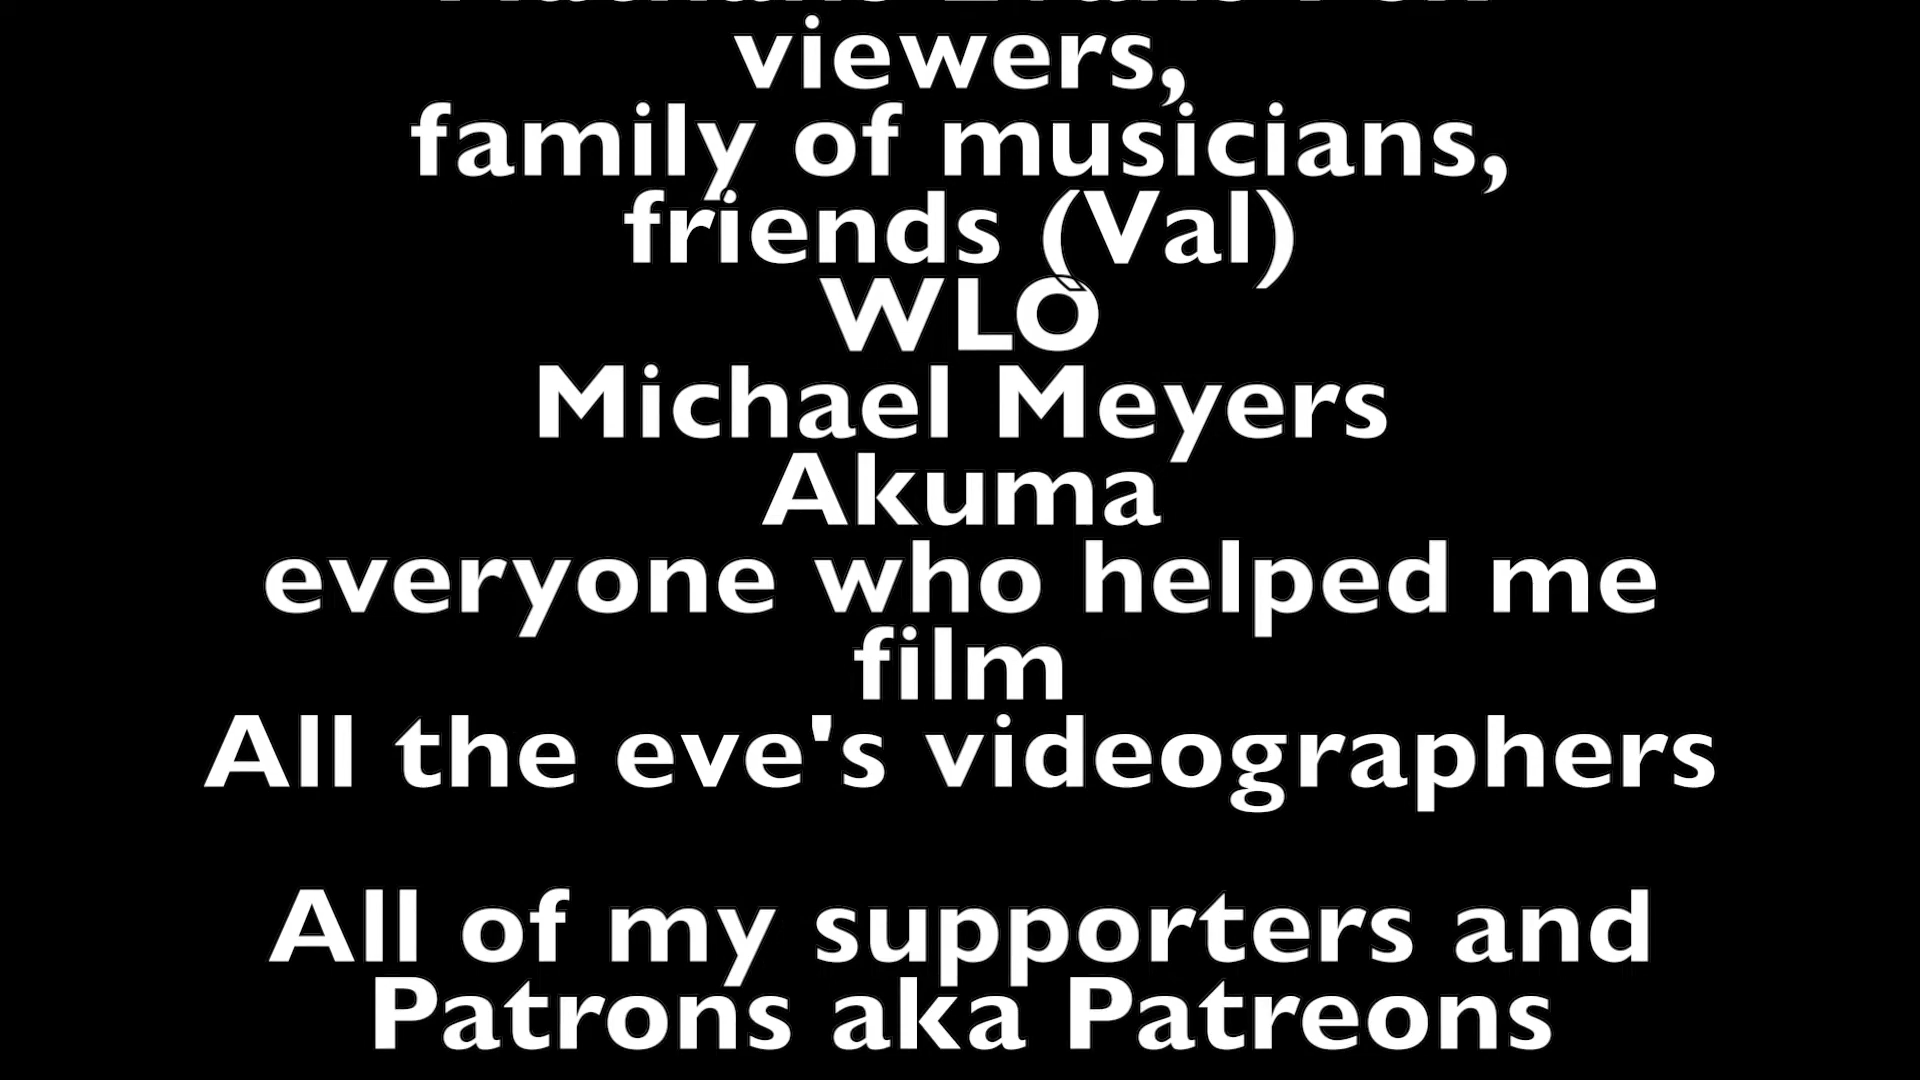 viewers,
family of musicians,
friends (Val)
WLO
Michael Meyers
Akuma
everyone who helped me
film
All the eve's videographers
All of my supporters and
Patrons aka Patreons